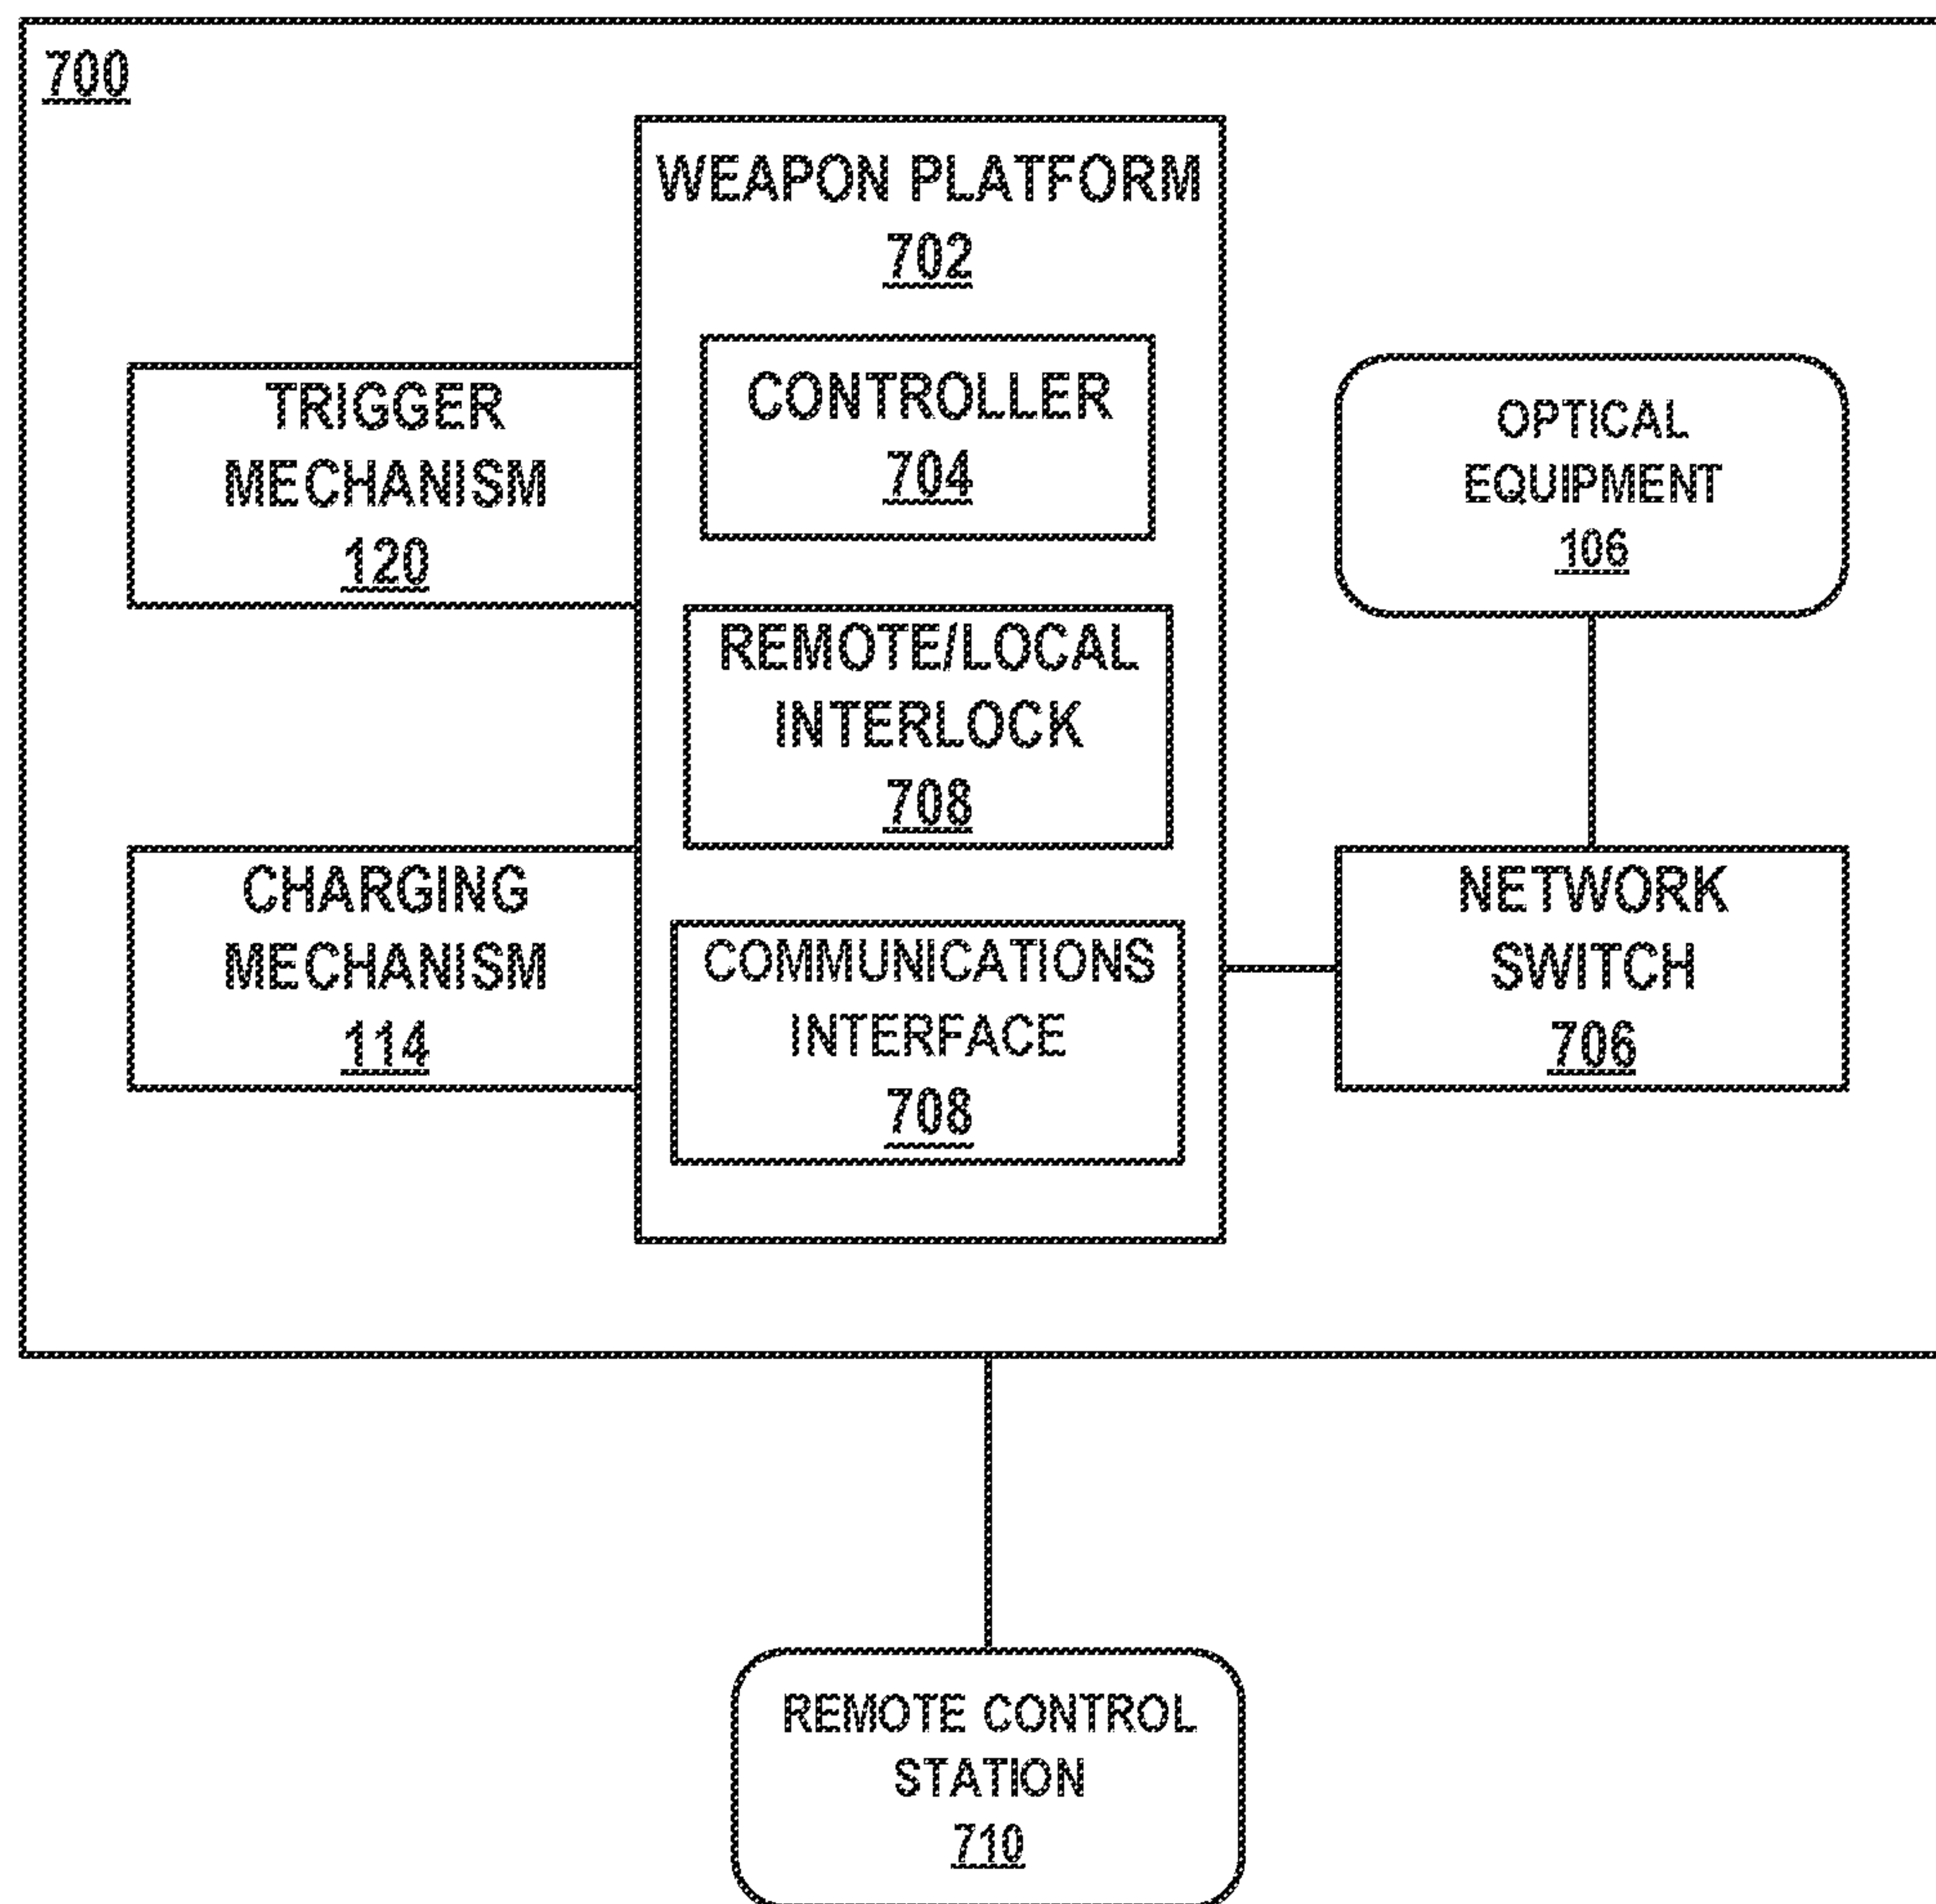 700
WEAPON PLATFORM
702
CONTROLLER
704
REMOTE/LOCAL
INTERLOCK
708
COMMUNICATIONS
INTERFACE
708
TRIGGER
MECHANISM
120
CHARGING
MECHANISM
114
OPTICAL
EQUIPMENT
106
NETWORK
SWITCH
706
REMOTE CONTROL
STATION
710